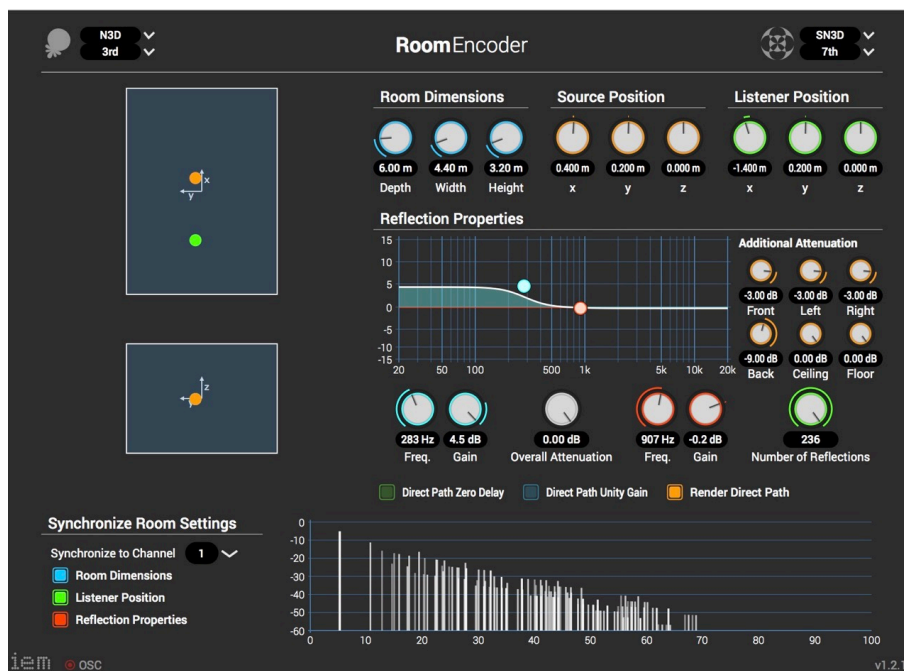 N3D
3rd
RoomEncoder
SN3D
7th
Room Dimensions
Source Position
Listener Position
6.00 m
4.40 m
3.20 m
0.400 m
0.200 m
0.000 m
-1.400 m
0.200 m
0.000 m
Depth
Width
Height
x
y
z
x
y
z
x
y
Reflection Properties
15
10
5
0
-5
-10
-15
20
50
100
500
1k
5k
10k
20k
Additional Attenuation
-3.00 dB
-3.00 dB
-3.00 dB
Front
Left
Right
-9.00 dB
0.00 dB
0.00 dB
Back
Ceiling
Floor
z
y
283 Hz
4.5 dB
0.00 dB
907 Hz
-0.2 dB
236
Freq.
Gain
Overall Attenuation
Freq.
Gain
Number of Reflections
Direct Path Zero Delay
Direct Path Unity Gain
Render Direct Path
Synchronize Room Settings
Synchronize to Channel
1
Room Dimensions
Listener Position
Reflection Properties
0
-10
-20
-30
-40
-50
-60
0
10
20
30
40
50
60
70
80
90
100
iem
OSC
v1.2.1